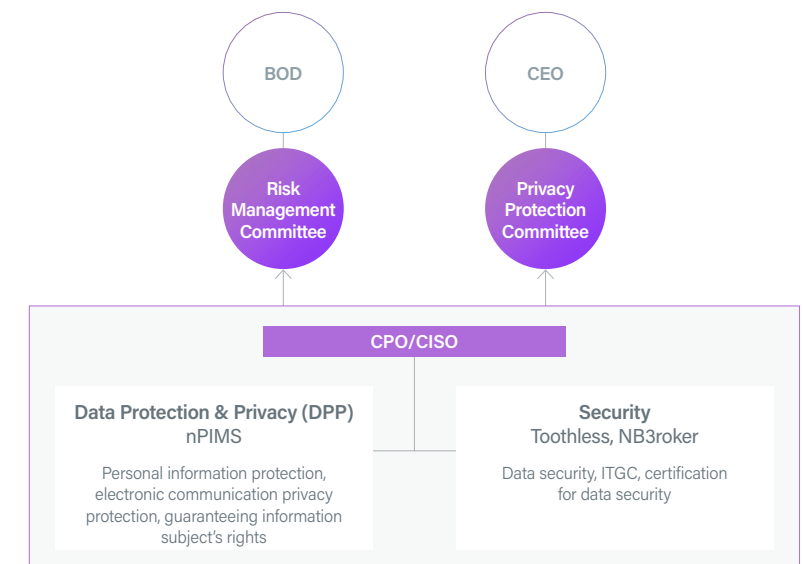 BOD
CEO
Risk
Management
Committee
Privacy
Protection
Committee
CPO/CISO
Data Protection & Privacy (DPP)
nPIMS
Personal information protection,
electronic communication privacy
protection, guaranteeing information
subject's rights
Security
Toothless, NB3roker
Data security, ITGC, certification
for data security